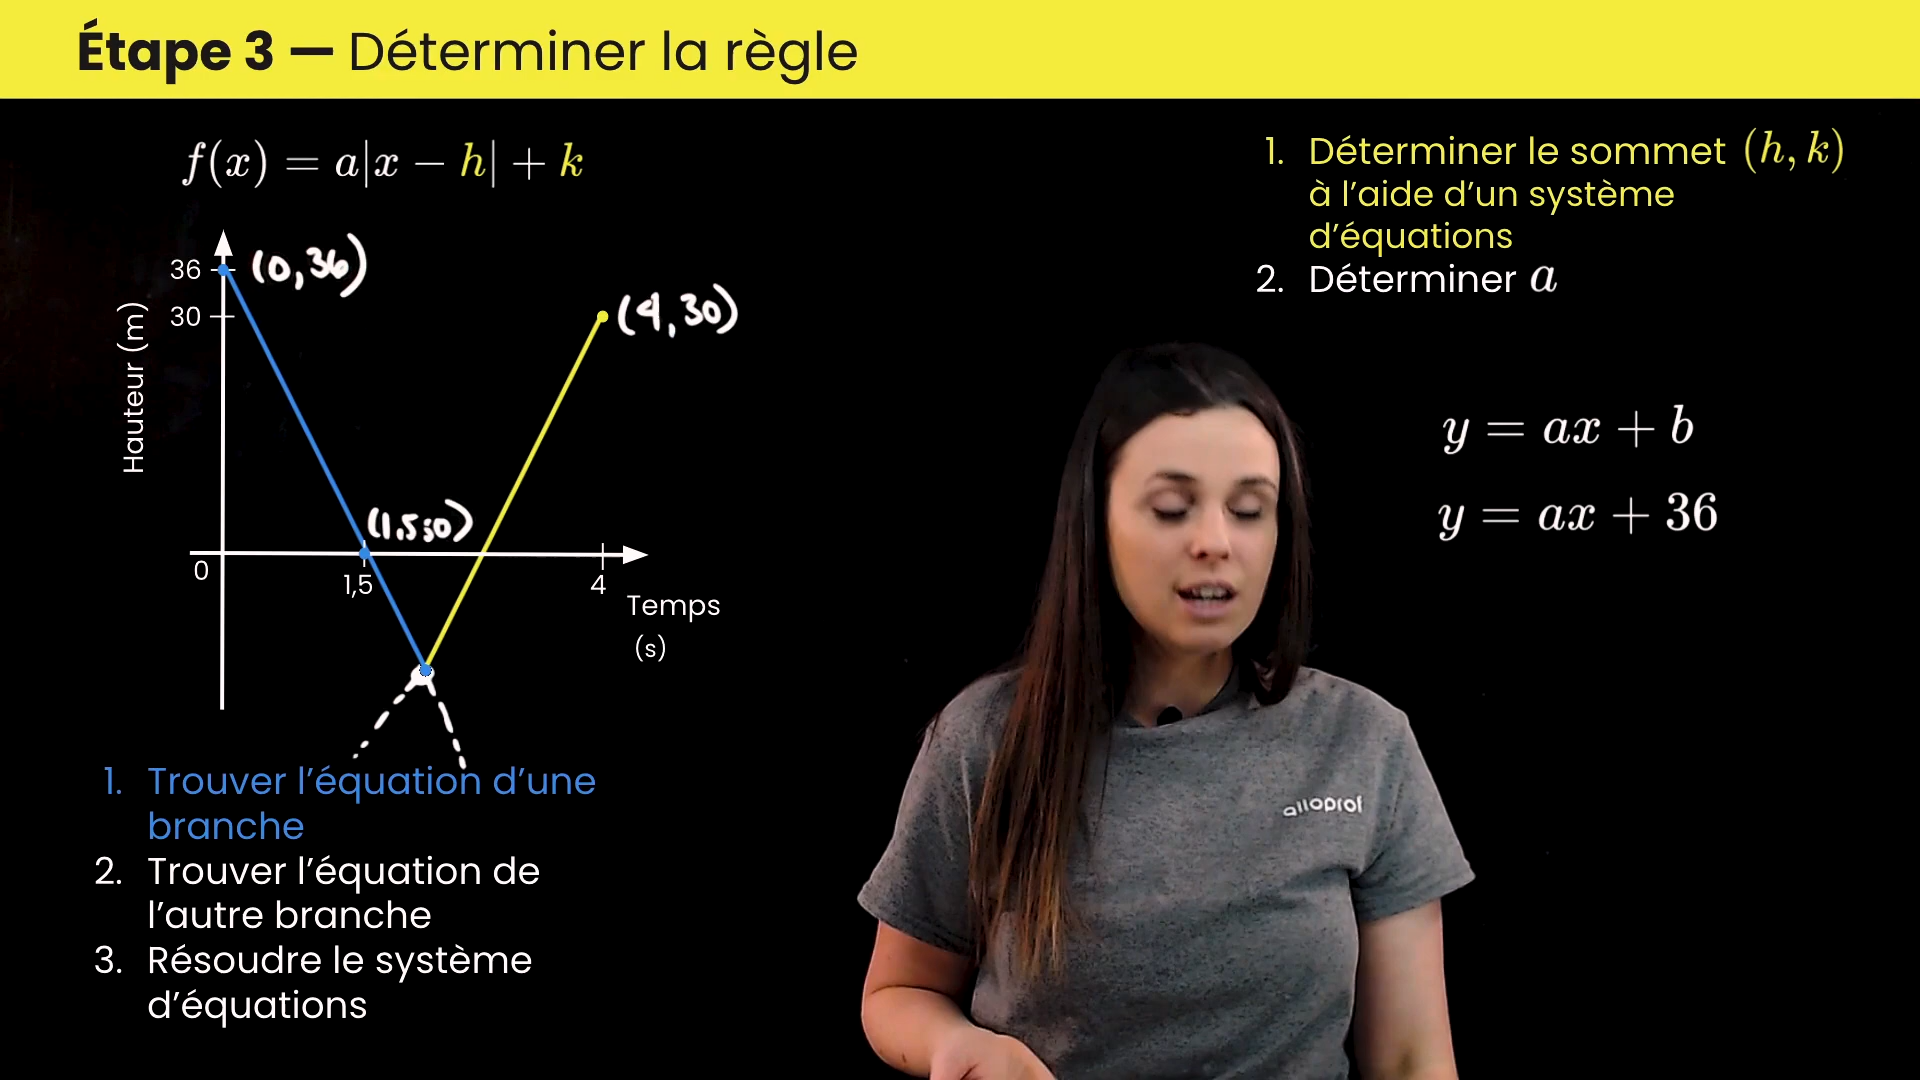 Étape 3 — Déterminer la règle
f(x) = a|x − h| + k
1. Déterminer le sommet (h, k)
à l’aide d’un système
d’équations
2. Déterminer a
36
(0,36)
30
(4,30)
Hauteur (m)
(1.5;0)
0
1,5
4
Temps
(s)
y = ax + b
y = ax + 36
1. Trouver l’équation d’une
branche
2. Trouver l’équation de
l’autre branche
3. Résoudre le système
d’équations
alloprof